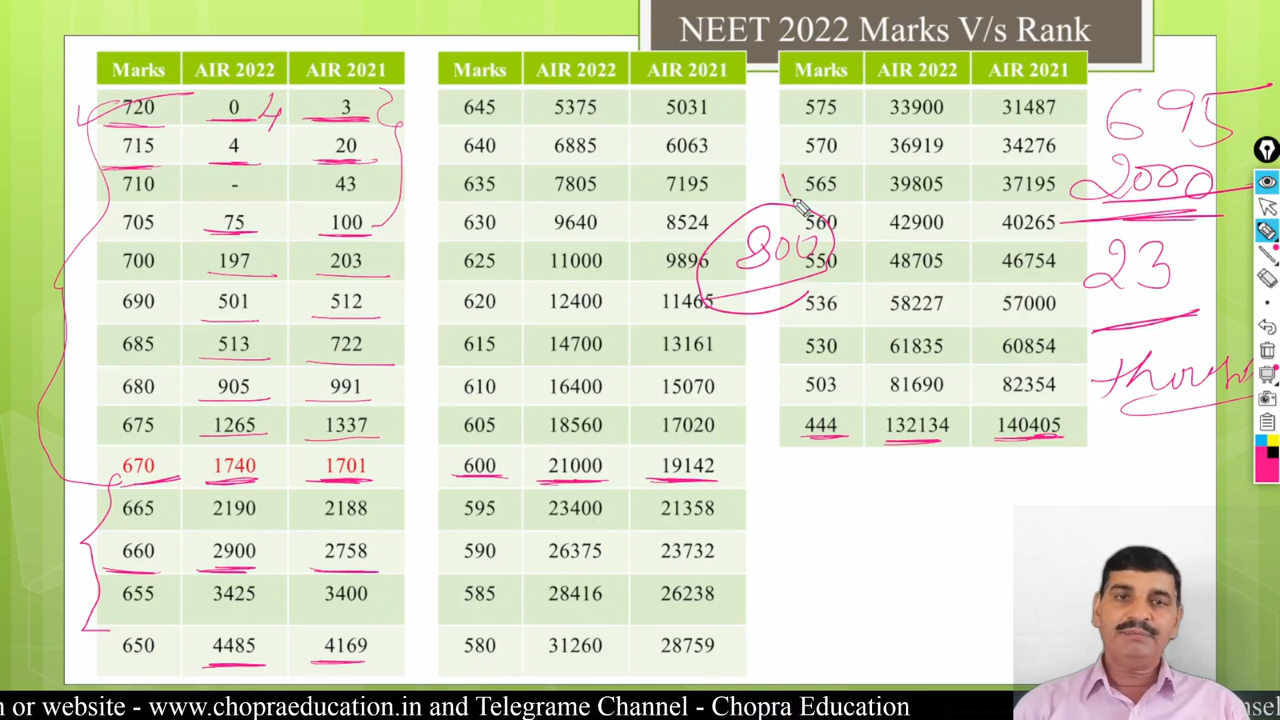 NEET 2022 Marks V/s Rank
Marks AIR 2022 AIR 2021
720 0 4 3
715 4 20
710 - 43
705 75 100
700 197 203
690 501 512
685 513 722
680 905 991
675 1265 1337
670 1740 1701
665 2190 2188
660 2900 2758
655 3425 3400
650 4485 4169
Marks AIR 2022 AIR 2021
645 5375 5031
640 6885 6063
635 7805 7195
630 9640 8524
625 11000 9896
620 12400 11465
615 14700 13161
610 16400 15070
605 18560 17020
600 21000 19142
595 23400 21358
590 26375 23732
585 28416 26238
580 31260 28759
Marks AIR 2022 AIR 2021
575 33900 31487
570 36919 34276
565 39805 37195
560 42900 40265
550 48705 46754
536 58227 57000
530 61835 60854
503 81690 82354
444 132134 140405
695
2000
23
n or website - www.chopraeducation.in and Telegrame Channel - Chopra Education
nsel